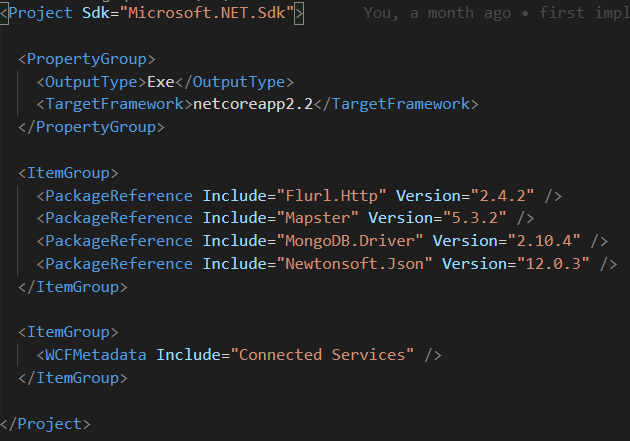 <Project Sdk="Microsoft.NET.Sdk"> You, a month ago • first impl
<PropertyGroup>
<OutputType>Exe</OutputType>
<TargetFramework>netcoreapp2.2</TargetFramework>
</PropertyGroup>
<ItemGroup>
<PackageReference Include="Flurl.Http" Version="2.4.2" />
<PackageReference Include="Mapster" Version="5.3.2" />
<PackageReference Include="MongoDB.Driver" Version="2.10.4" />
<PackageReference Include="Newtonsoft.Json" Version="12.0.3" />
</ItemGroup>
<ItemGroup>
<WCFMetadata Include="Connected Services" />
</ItemGroup>
</Project>